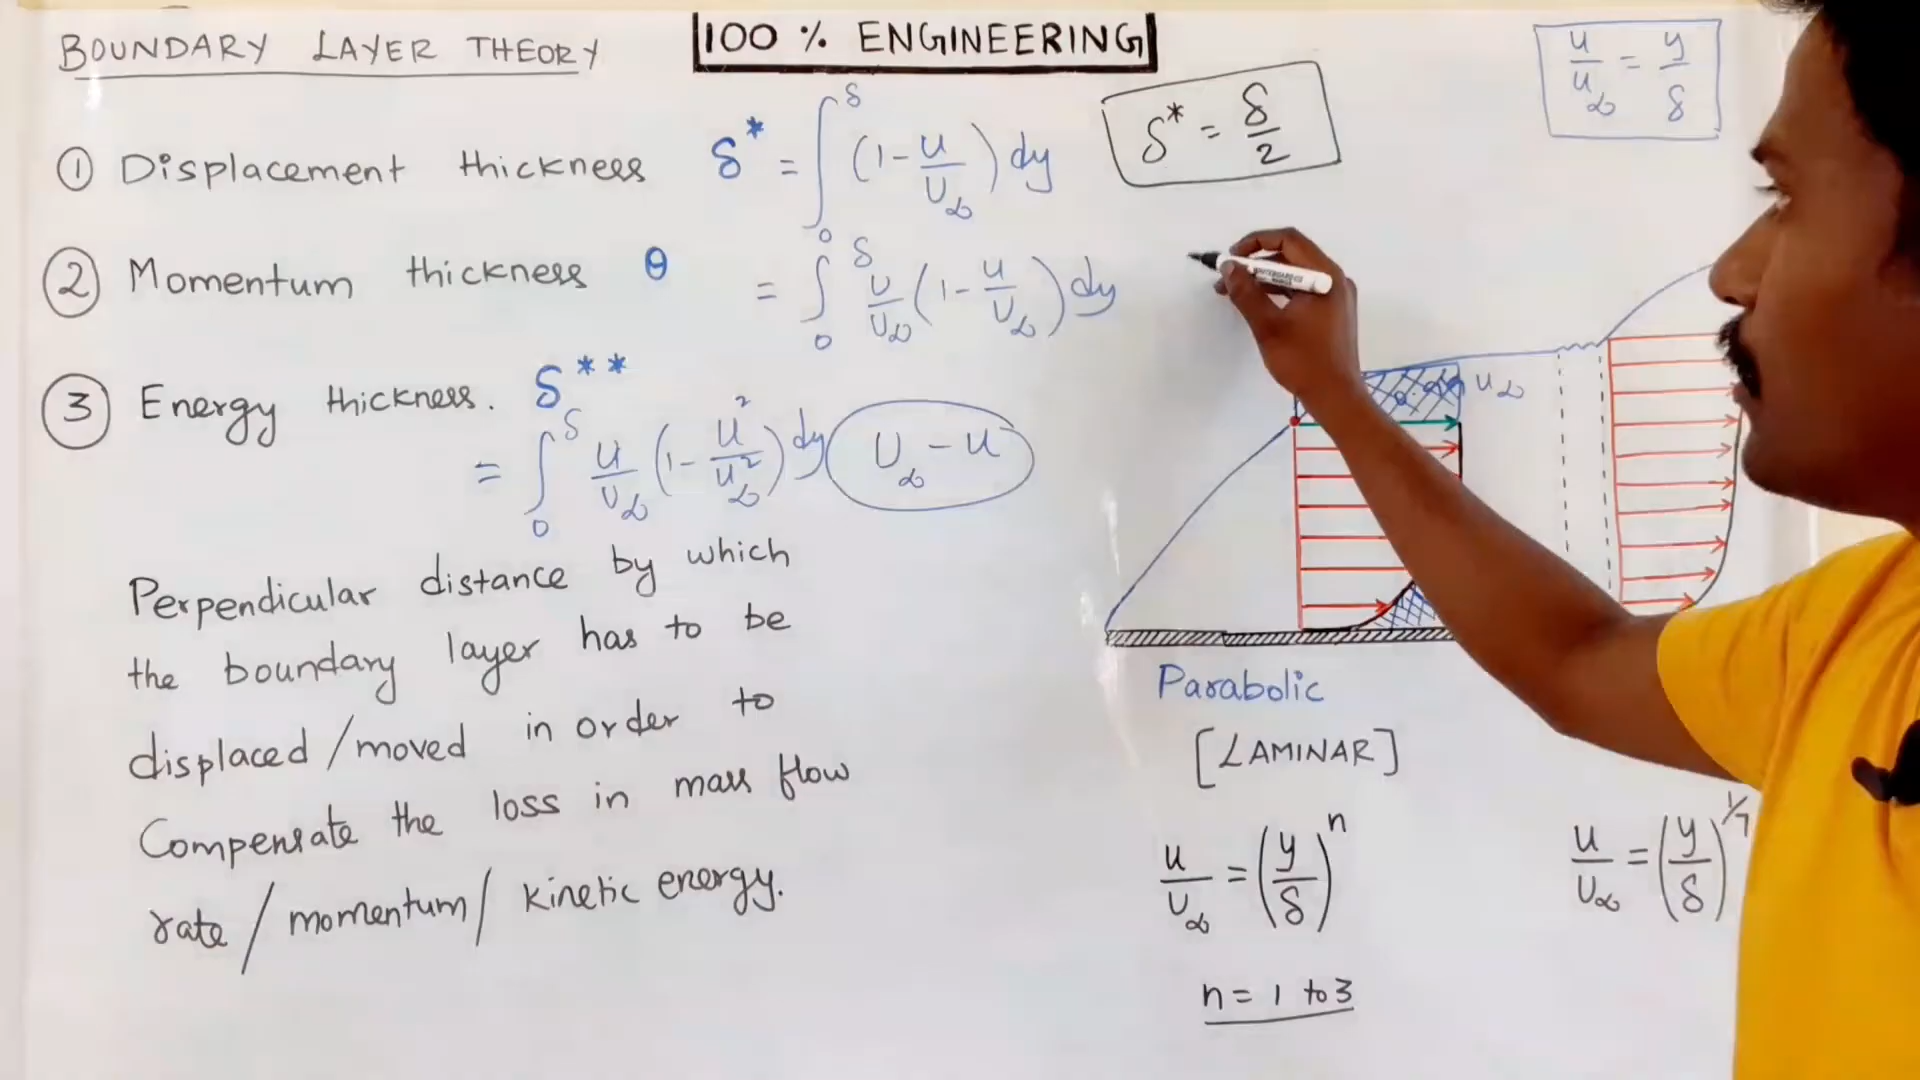 BOUNDARY LAYER THEORY
100 % ENGINEERING
u/u∞ = y/δ
① Displacement thickness δ* = ∫₀^δ (1 - u/U∞) dy
δ* = δ/2
② Momentum thickness θ = ∫₀^δ u/U∞ (1 - u/U∞) dy
③ Energy thickness. δ**
= ∫₀^δ u/U∞ (1 - u²/u∞²) dy
U∞ - u
u∞
Perpendicular distance by which
the boundary layer has to be
displaced/moved in order to
Compensate the loss in mass flow
rate / momentum / kinetic energy.
Parabolic
[LAMINAR]
u/U∞ = (y/δ)^n
n = 1 to 3
u/U∞ = (y/δ)^1/7